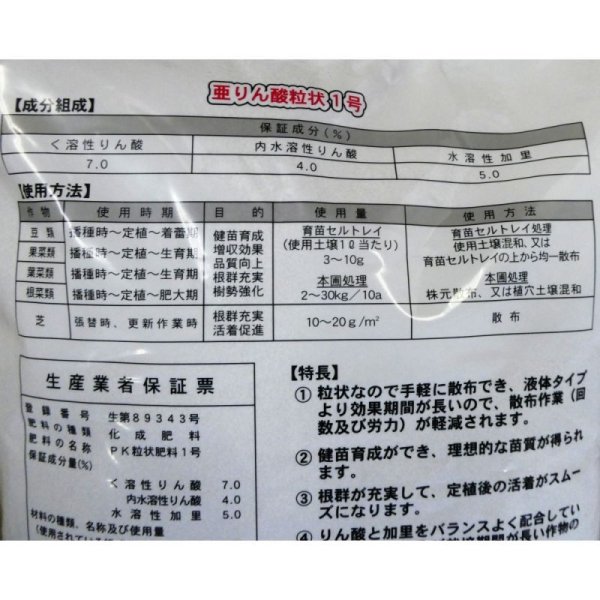 亜りん酸粒状1号
【成分組成】
保証成分(%)
く溶性りん酸 内水溶性りん酸 水溶性加里
7.0 4.0 5.0
【使用方法】
作物 使用時期 目的 使用量 使用方法
豆類 播種時〜定植〜着蕾期
果菜類 播種時〜定植〜生育期
葉菜類 播種時〜定植〜生育期
根菜類 播種時〜定植〜肥大期
健苗育成
増収効果
品質向上
根群充実
樹勢強化
育苗セルトレイ
(使用土壌1ℓ当たり)
3〜10g
本圃処理
2〜30kg/10a
育苗セルトレイ処理
使用土壌混和、又は
育苗セルトレイの上から均一散布
本圃処理
株元散布、又は植穴土壌混和
芝 張替時、更新作業時 根群充実
活着促進
10〜20g/m² 散布
生産業者保証票
登録番号 生第89343号
肥料の種類 化成肥料
肥料の名称 PK粒状肥料1号
保証成分量(%)
く溶性りん酸 7.0
内水溶性りん酸 4.0
水溶性加里 5.0
材料の種類、名称及び使用量
【特長】
① 粒状なので手軽に散布でき、液体タイプ
より効果期間が長いので、散布作業(回
数及び労力)が軽減されます。
② 健苗育成ができ、理想的な苗質が得られ
ます。
③ 根群が充実して、定植後の活着がスムー
ズになります。
④ りん酸と加里をバランスよく配合してい